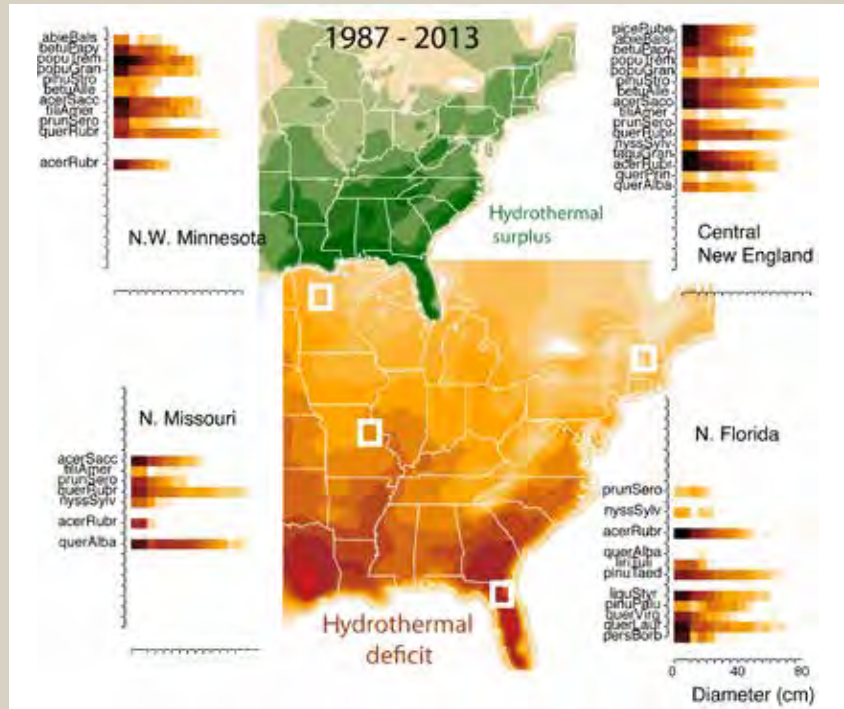 1987 - 2013
abieBals
betuPapy
popuTrem
popuGran
pinuStro
betuAlle
acerSacc
tiliAmer
prunSero
querRubr
acerRubr
N.W. Minnesota
piceRube
abieBals
betuPapy
popuTrem
popuGran
pinuStro
betuAlle
acerSacc
tiliAmer
prunSero
querRubr
nyssSylv
faguGran
acerRubr
querPrin
querAlba
Central
New England
Hydrothermal
surplus
N. Missouri
acerSacc
tiliAmer
prunSero
querRubr
nyssSylv
acerRubr
querAlba
N. Florida
prunSero
nyssSylv
acerRubr
querAlba
liriTuli
pinuTaed
liquStyr
pinuPalu
querVirg
querLaur
persBorb
Hydrothermal
deficit
0 40 80
Diameter (cm)